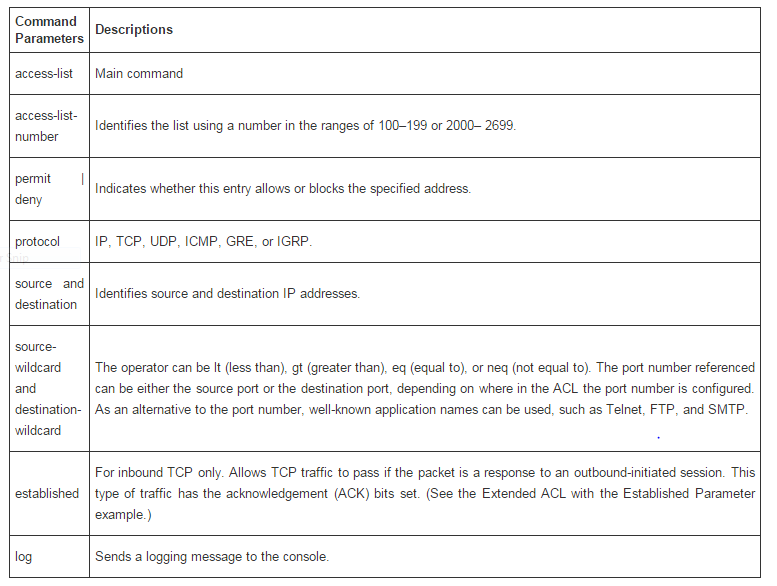 Command Parameters Descriptions
access-list Main command
access-list-
number
Identifies the list using a number in the ranges of 100–199 or 2000– 2699.
permit |
deny
Indicates whether this entry allows or blocks the specified address.
protocol IP, TCP, UDP, ICMP, GRE, or IGRP.
source and
destination
Identifies source and destination IP addresses.
source-
wildcard
and
destination-
wildcard
The operator can be lt (less than), gt (greater than), eq (equal to), or neq (not equal to). The port number referenced
can be either the source port or the destination port, depending on where in the ACL the port number is configured.
As an alternative to the port number, well-known application names can be used, such as Telnet, FTP, and SMTP.
established
For inbound TCP only. Allows TCP traffic to pass if the packet is a response to an outbound-initiated session. This
type of traffic has the acknowledgement (ACK) bits set. (See the Extended ACL with the Established Parameter
example.)
log Sends a logging message to the console.